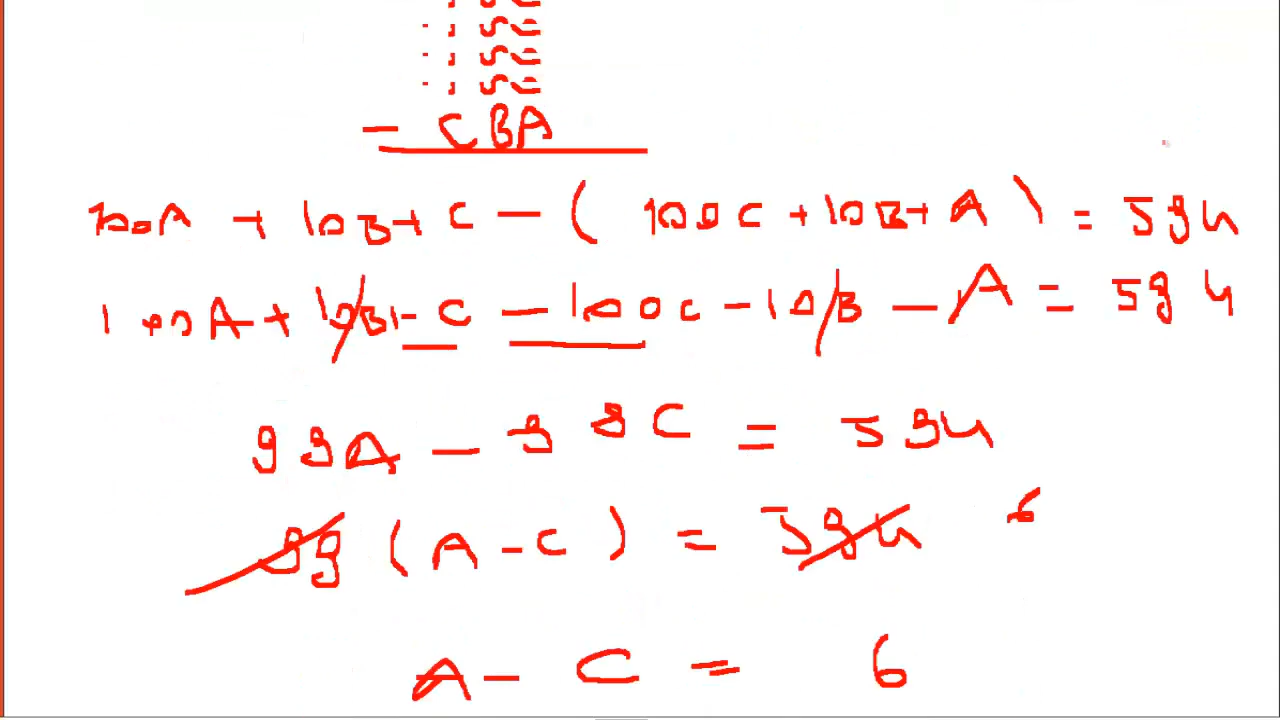 - CBA
100A + 10B + C - ( 100C + 10B + A ) = 594
100A + 10B + C - 100C - 10B - A = 594
99A - 99C = 594
99 ( A - C ) = 594 6
A - C = 6